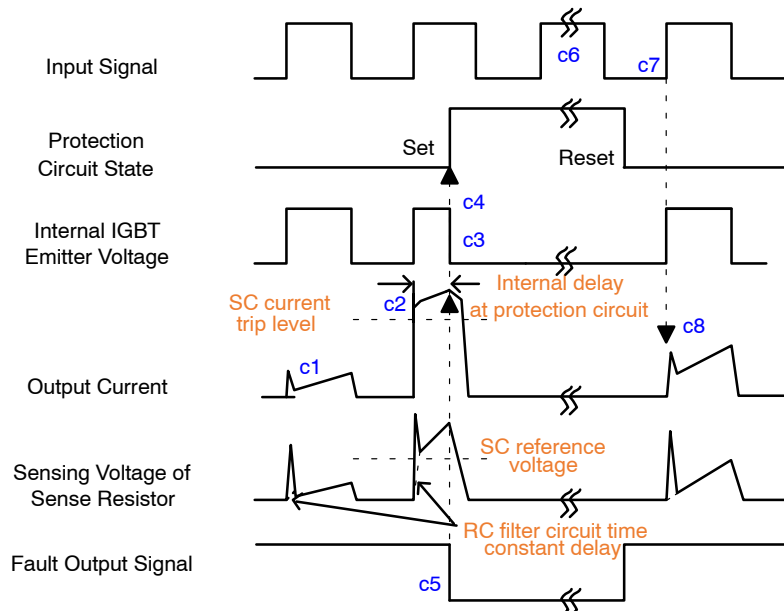 c6
c7
Input Signal
Protection
Circuit State
Set
Reset
c4
c3
Internal IGBT
Emitter Voltage
SC current
trip level
c2
Internal delay
at protection circuit
c8
c1
Output Current
SC reference
voltage
Sensing Voltage of
Sense Resistor
RC filter circuit time
constant delay
Fault Output Signal
c5